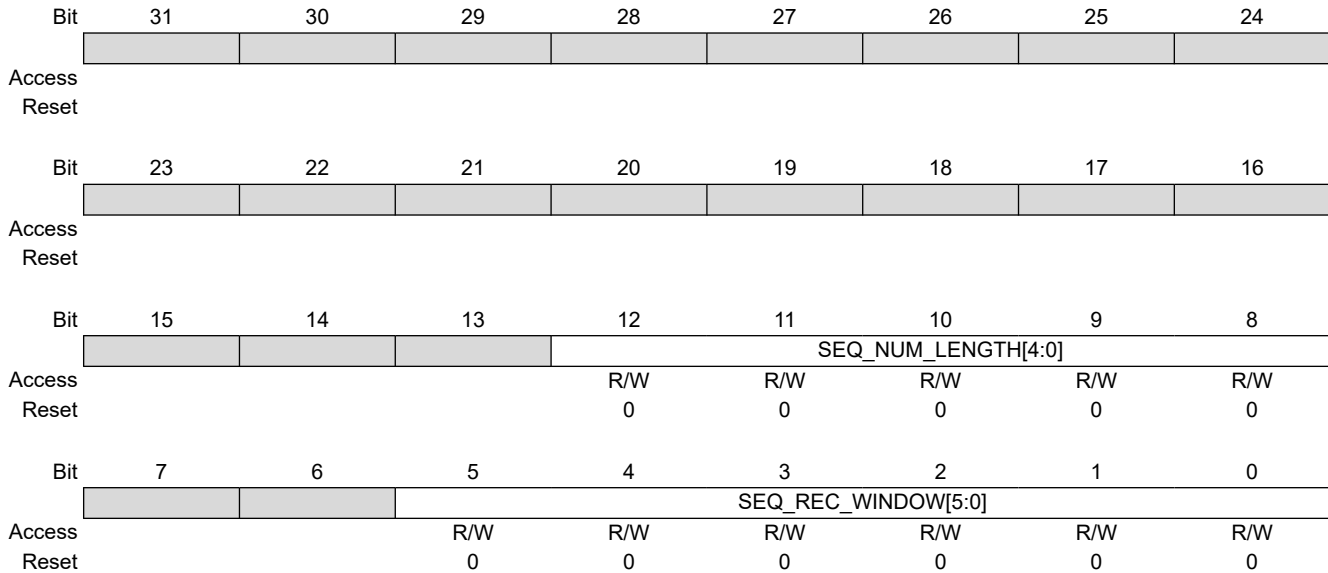 Bit 31 30 29 28 27 26 25 24
Access
Reset
Bit 23 22 21 20 19 18 17 16
Access
Reset
Bit 15 14 13 12 11 10 9 8
SEQ_NUM_LENGTH[4:0]
Access R/W R/W R/W R/W R/W
Reset 0 0 0 0 0
Bit 7 6 5 4 3 2 1 0
SEQ_REC_WINDOW[5:0]
Access R/W R/W R/W R/W R/W R/W
Reset 0 0 0 0 0 0